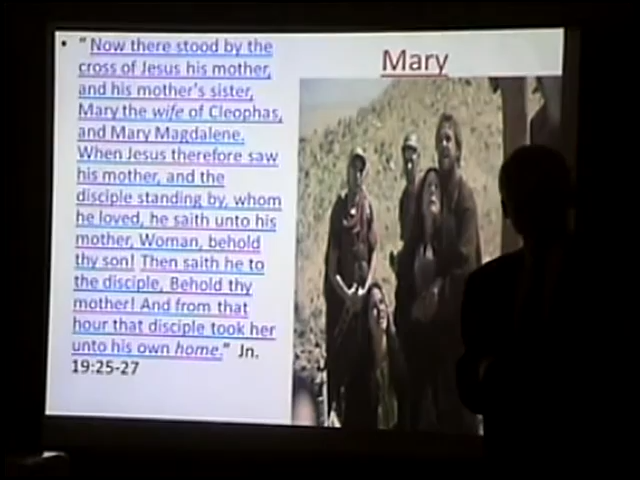 Mary
• "Now there stood by the
cross of Jesus his mother,
and his mother's sister,
Mary the wife of Cleophas,
and Mary Magdalene.
When Jesus therefore saw
his mother, and the
disciple standing by, whom
he loved, he saith unto his
mother, Woman, behold
thy son! Then saith he to
the disciple, Behold thy
mother! And from that
hour that disciple took her
unto his own home." Jn.
19:25-27